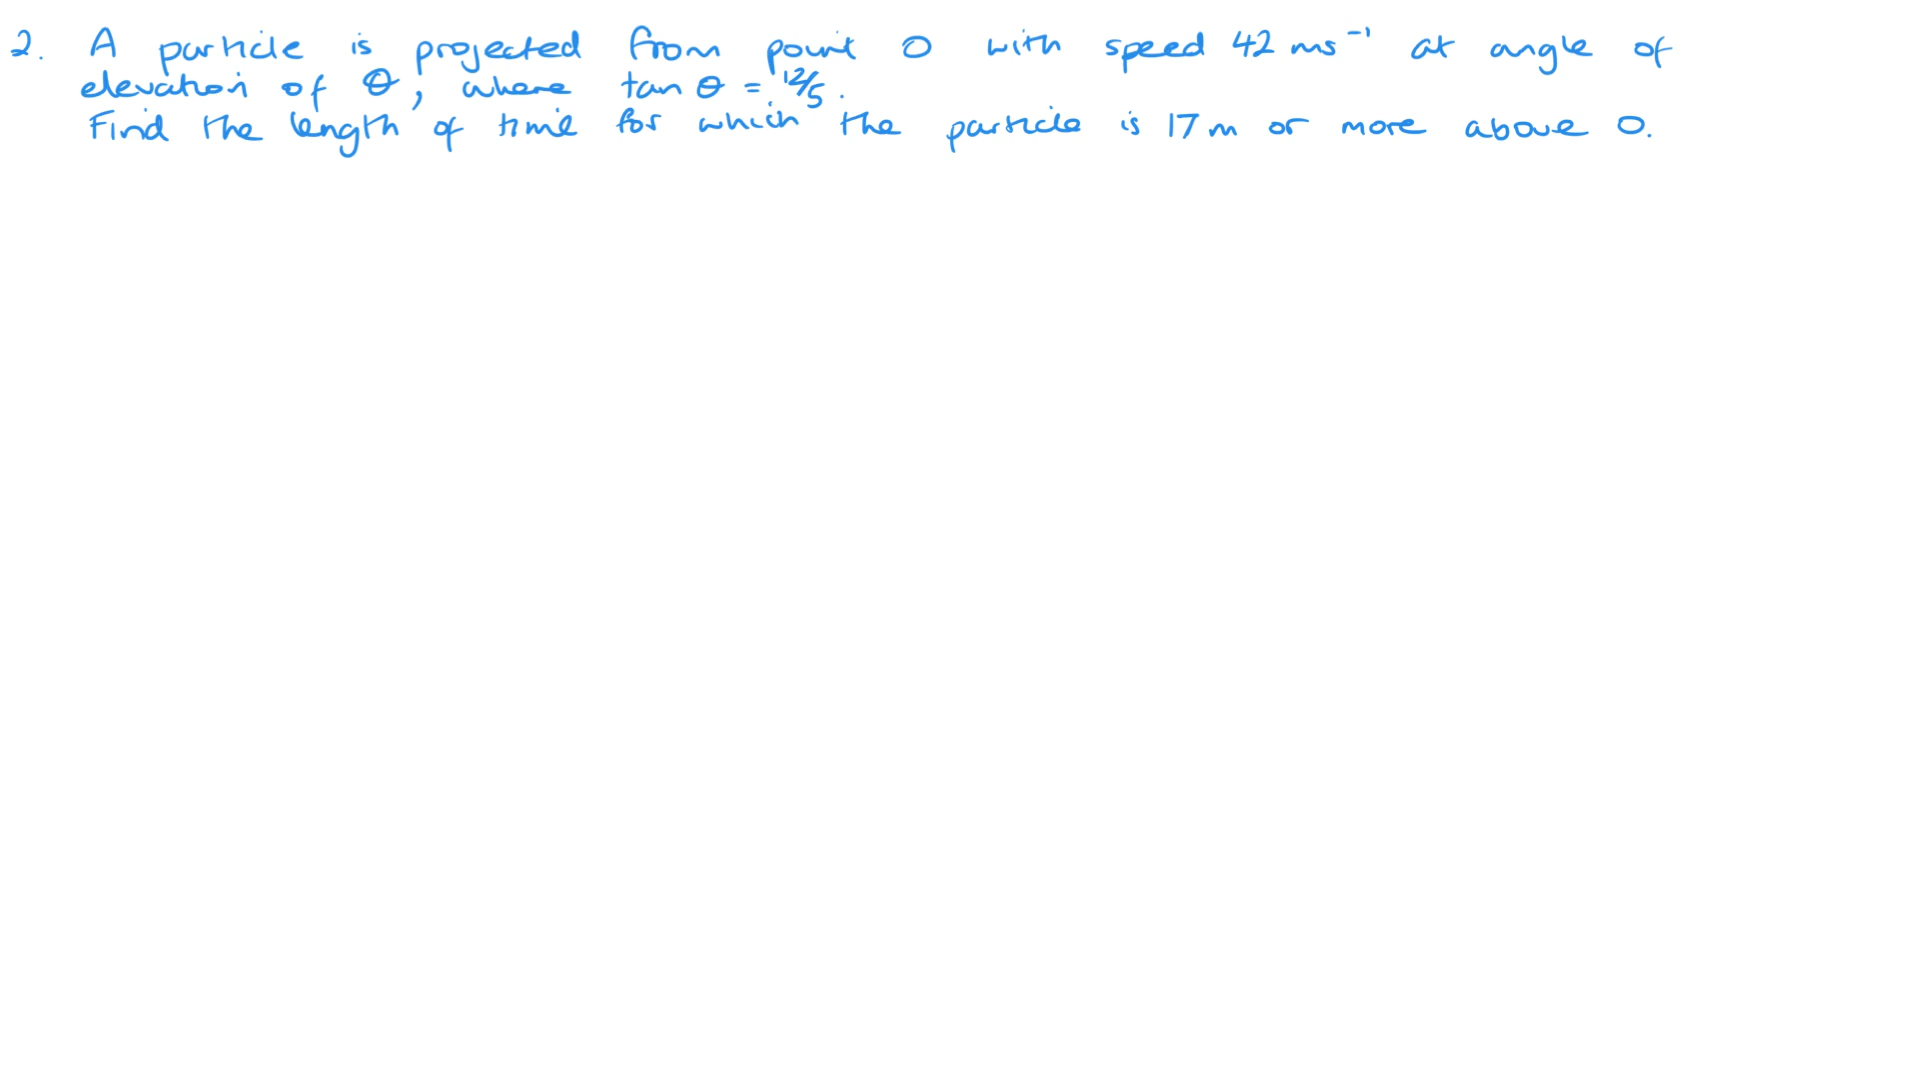 2. A particle is projected from point O with speed 42 ms⁻¹ at angle of
elevation of θ, where tan θ = 12/5.
Find the length of time for which the particle is 17 m or more above O.